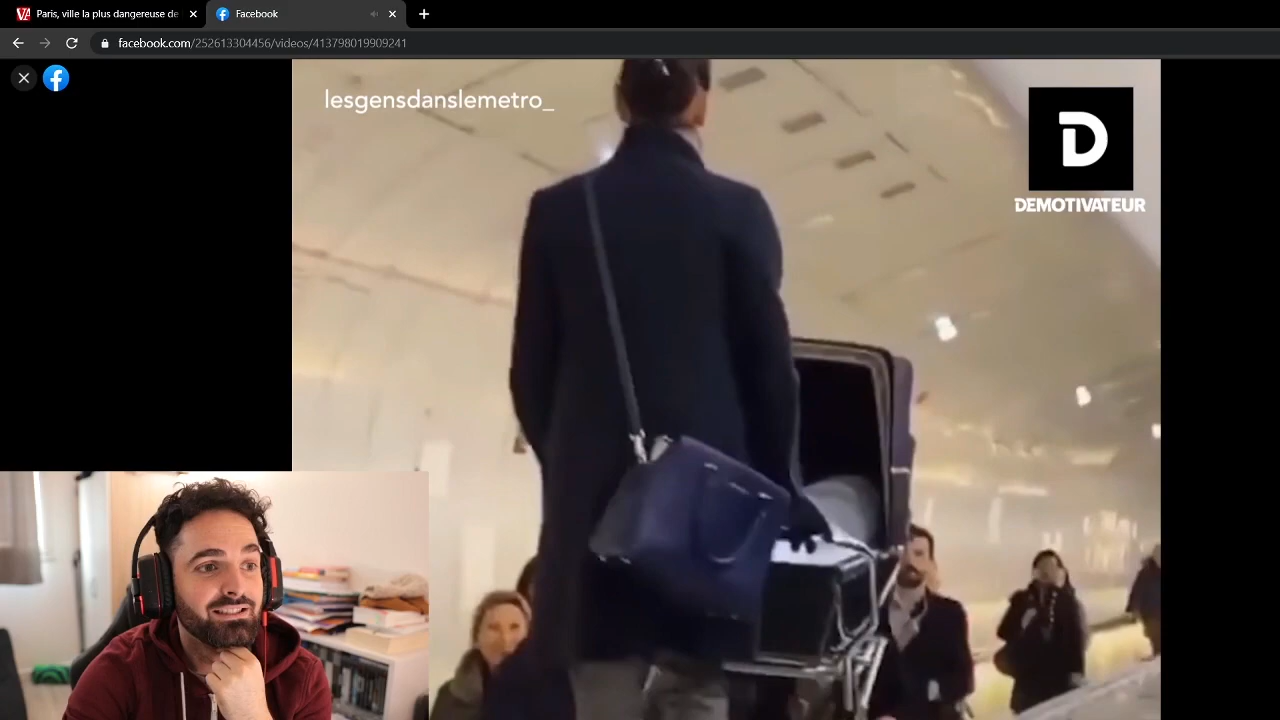 Paris, ville la plus dangereuse de
Facebook
facebook.com/252613304456/videos/413798019909241
lesgensdanslemetro_
D
DEMOTIVATEUR